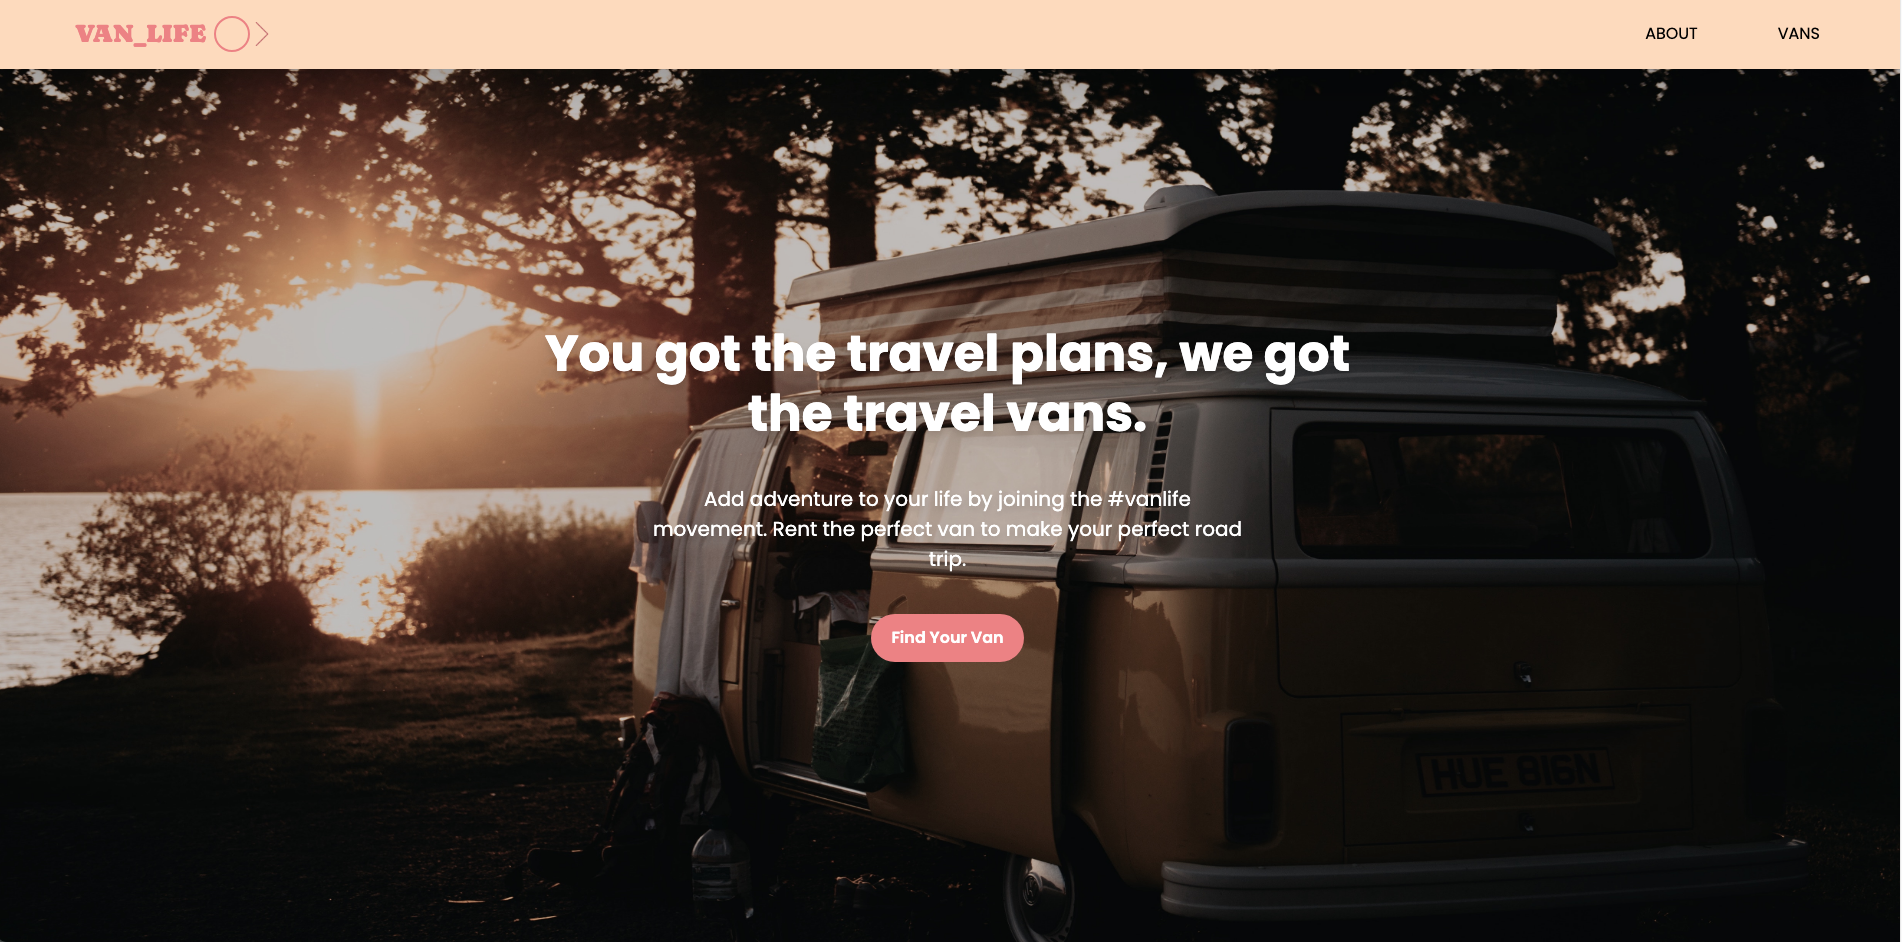 VAN_LIFE
ABOUT
VANS
You got the travel plans, we got
the travel vans.
Add adventure to your life by joining the #vanlife
movement. Rent the perfect van to make your perfect road
trip.
Find Your Van
HUE 816N